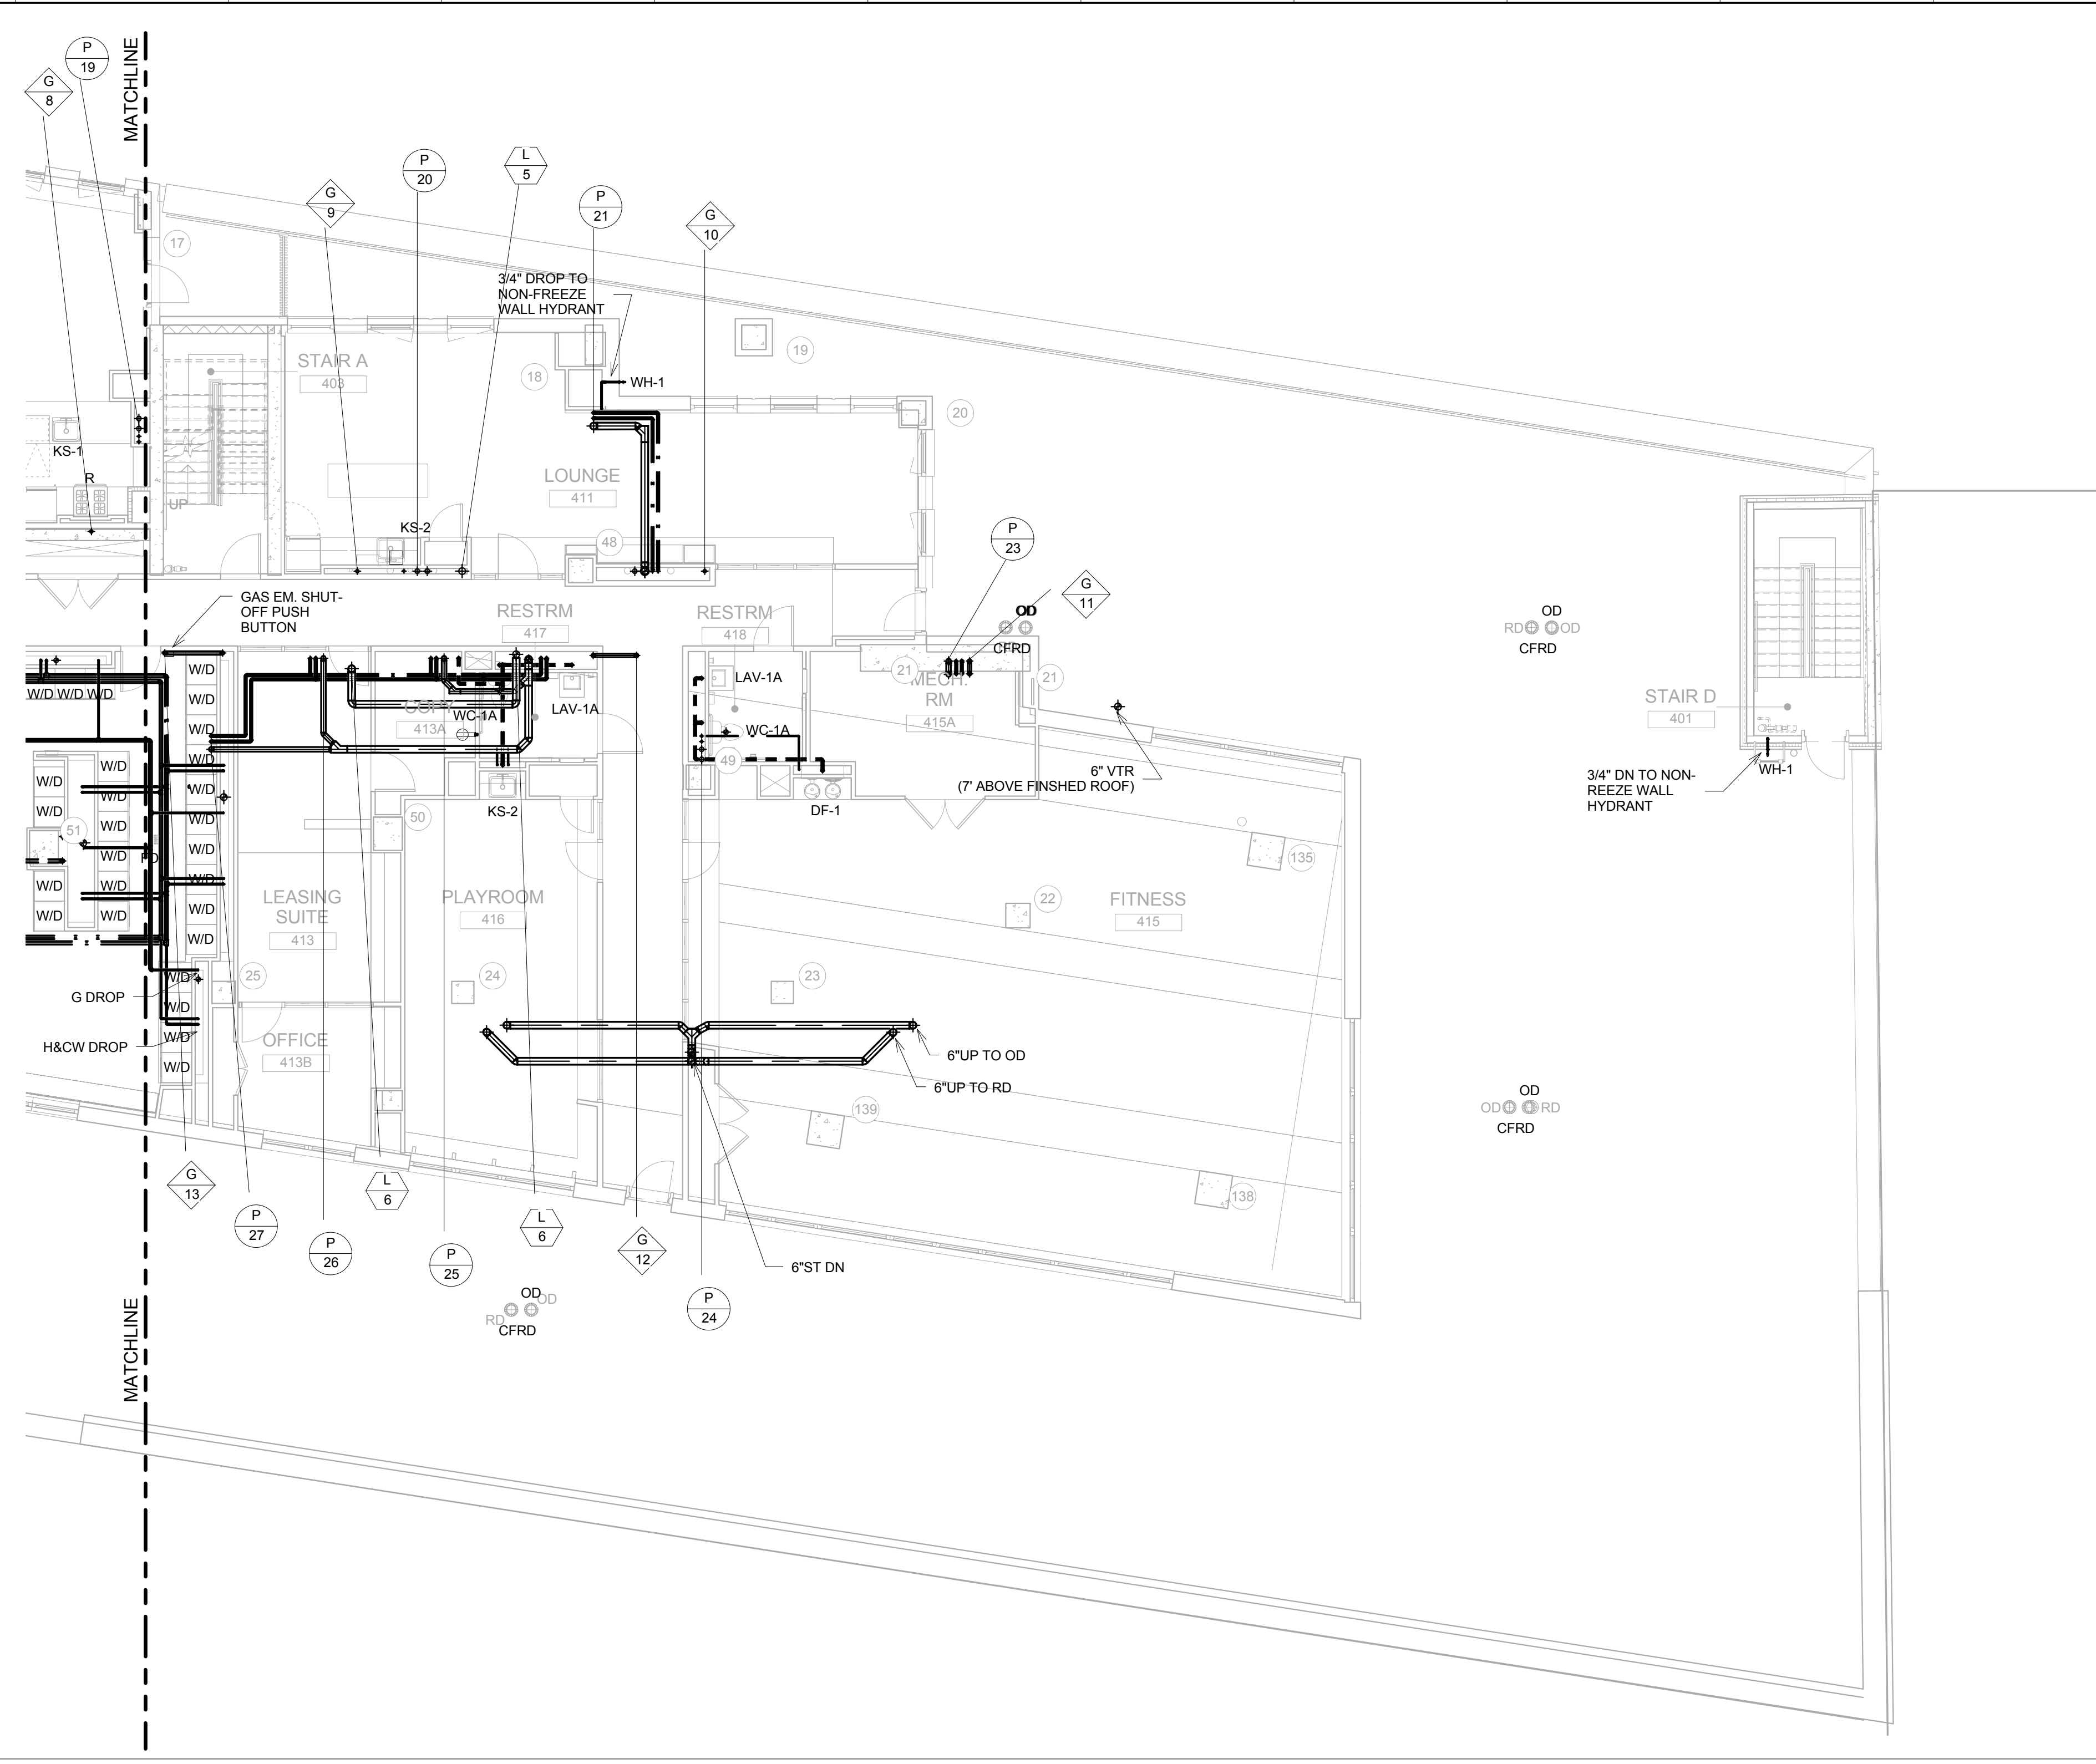 MATCHLINE
P
19
G
8
P
20
L
5
G
9
P
21
G
10
17
3/4" DROP TO
NON-FREEZE
WALL HYDRANT
STAIR A
403
18
WH-1
19
20
KS-1
R
UP
LOUNGE
411
KS-2
48
P
23
G
11
GAS EM. SHUT-
OFF PUSH
BUTTON
RESTRM
417
RESTRM
418
OD
CFRD
OD
RD
OD
CFRD
W/D
W/D
W/D
W/D
W/D
W/D
W/D
W/D
W/D
W/D
W/D W/D W/D
COPY
413A
WC-1A
LAV-1A
LAV-1A
WC-1A
21
MECH.
RM
415A
21
STAIR D
401
WH-1
3/4" DN TO NON-
REEZE WALL
HYDRANT
6" VTR
(7' ABOVE FINSHED ROOF)
49
DF-1
KS-2
50
51
W/D
W/D
W/D
W/D
W/D
W/D
W/D
W/D
W/D
W/D
FD
135
LEASING
SUITE
413
PLAYROOM
416
22
FITNESS
415
25
24
23
W/D
W/D
W/D
W/D
G DROP
H&CW DROP
OFFICE
413B
6"UP TO OD
6"UP TO RD
OD
OD
RD
CFRD
139
138
G
13
P
27
L
6
P
26
P
25
L
6
G
12
6"ST DN
P
24
OD
OD
RD
CFRD
MATCHLINE